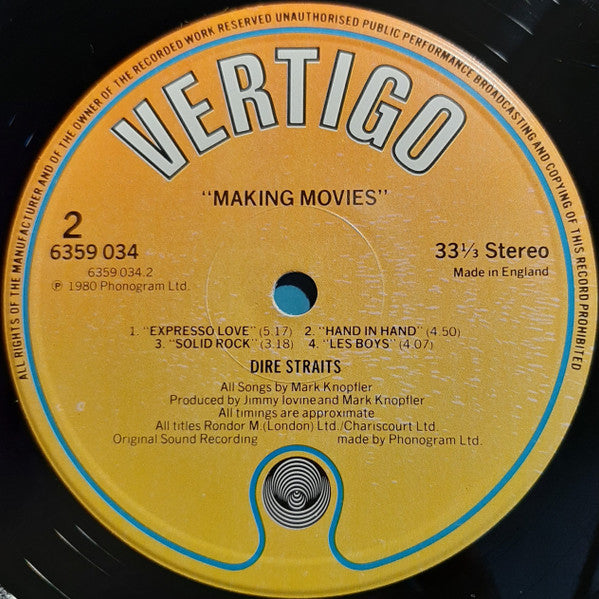 ALL RIGHTS OF THE MANUFACTURER AND OF THE OWNER OF THE RECORDED WORK RESERVED UNAUTHORISED PUBLIC PERFORMANCE BROADCASTING AND COPYING OF THIS RECORD PROHIBITED
VERTIGO
"MAKING MOVIES"
2
6359 034
6359 034.2
℗ 1980 Phonogram Ltd.
33⅓ Stereo
Made in England
1. "EXPRESSO LOVE" (5.17) 2. "HAND IN HAND" (4.50)
3. "SOLID ROCK" (3.18) 4. "LES BOYS" (4 07)
DIRE STRAITS
All Songs by Mark Knopfler
Produced by Jimmy Iovine and Mark Knopfler
All timings are approximate
All titles Rondor M.(London) Ltd./Chariscourt Ltd.
Original Sound Recording made by Phonogram Ltd.